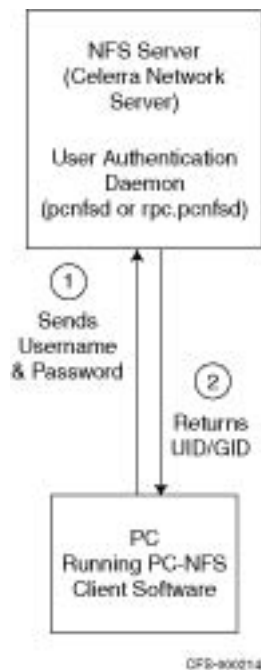 NFS Server
(Celerra Network
Server)
User Authentication
Daemon
(pcnfsd or rpc.pcnfsd)
1
Sends
Username
& Password
2
Returns
UID/GID
PC
Running PC-NFS
Client Software
CFS-000214